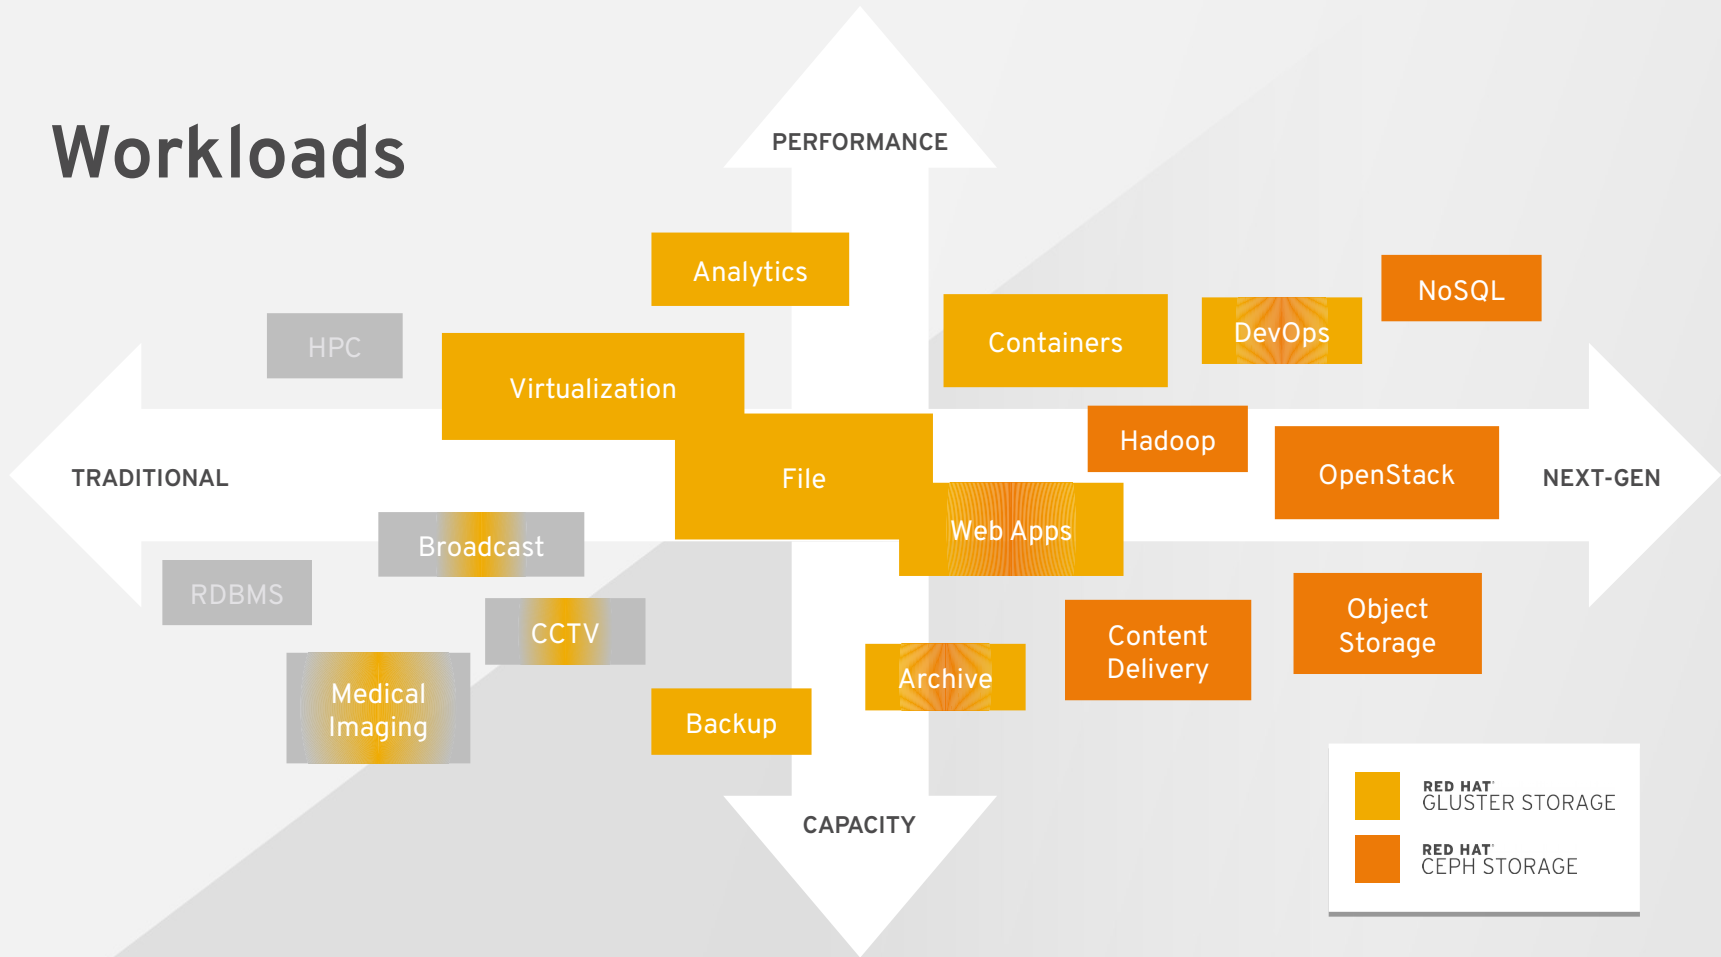 Workloads
PERFORMANCE
Analytics
NoSQL
HPC
Containers
DevOps
Virtualization
Hadoop
TRADITIONAL
File
OpenStack
NEXT-GEN
Broadcast
Web Apps
RDBMS
CCTV
Object
Storage
Content
Delivery
Medical
Imaging
Archive
Backup
CAPACITY
RED HAT®
GLUSTER STORAGE
RED HAT®
CEPH STORAGE